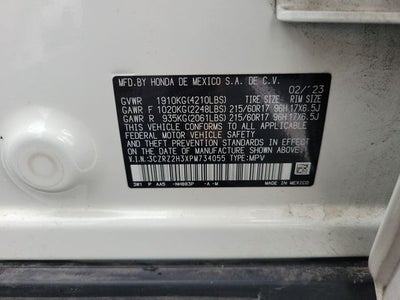 MFD.BY HONDA DE MEXICO S.A. DE C.V.
02/'23
GVWR 1910KG(4210LBS) TIRE SIZE RIM SIZE
GAWR F 1020KG(2248LBS) 215/60R17 96H 17X6.5J
GAWR R 935KG(2061LBS) 215/60R17 96H 17X6.5J
THIS VEHICLE CONFORMS TO ALL APPLICABLE
FEDERAL MOTOR VEHICLE SAFETY
AND THEFT PREVENTION STANDARDS IN EFFECT
ON THE DATE OF MANUFACTURE SHOWN ABOVE.
V.I.N:3CZRZ2H3XPM734055 TYPE:MPV
3W1 P AA5 -NH883P -A -M
MADE IN MEXICO